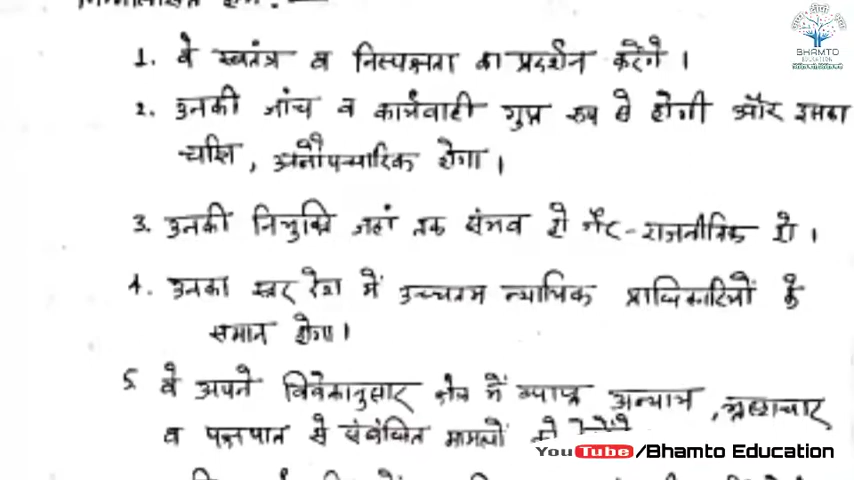 1. वे स्वतंत्र व निस्पक्षता का प्रदर्शन करेंगे।
2. उनकी जांच व कार्यवाही गुप्त रुप से होगी और इसका
चरित्र, अनौपचारिक होगा।
3. उनकी नियुक्ति जहां तक संभव हो गैर-राजनीतिक हो।
4. उनका स्तर देश में उच्चतम न्यायिक प्राधिकारियों के
समान होगा।
5. वे अपने विवेकानुसार क्षेत्र में व्याप्त अन्याय, भ्रष्टाचार
व पक्षपात से संबंधित मामलों को
BHAMTO
EDUCATION
YouTube/Bhamto Education